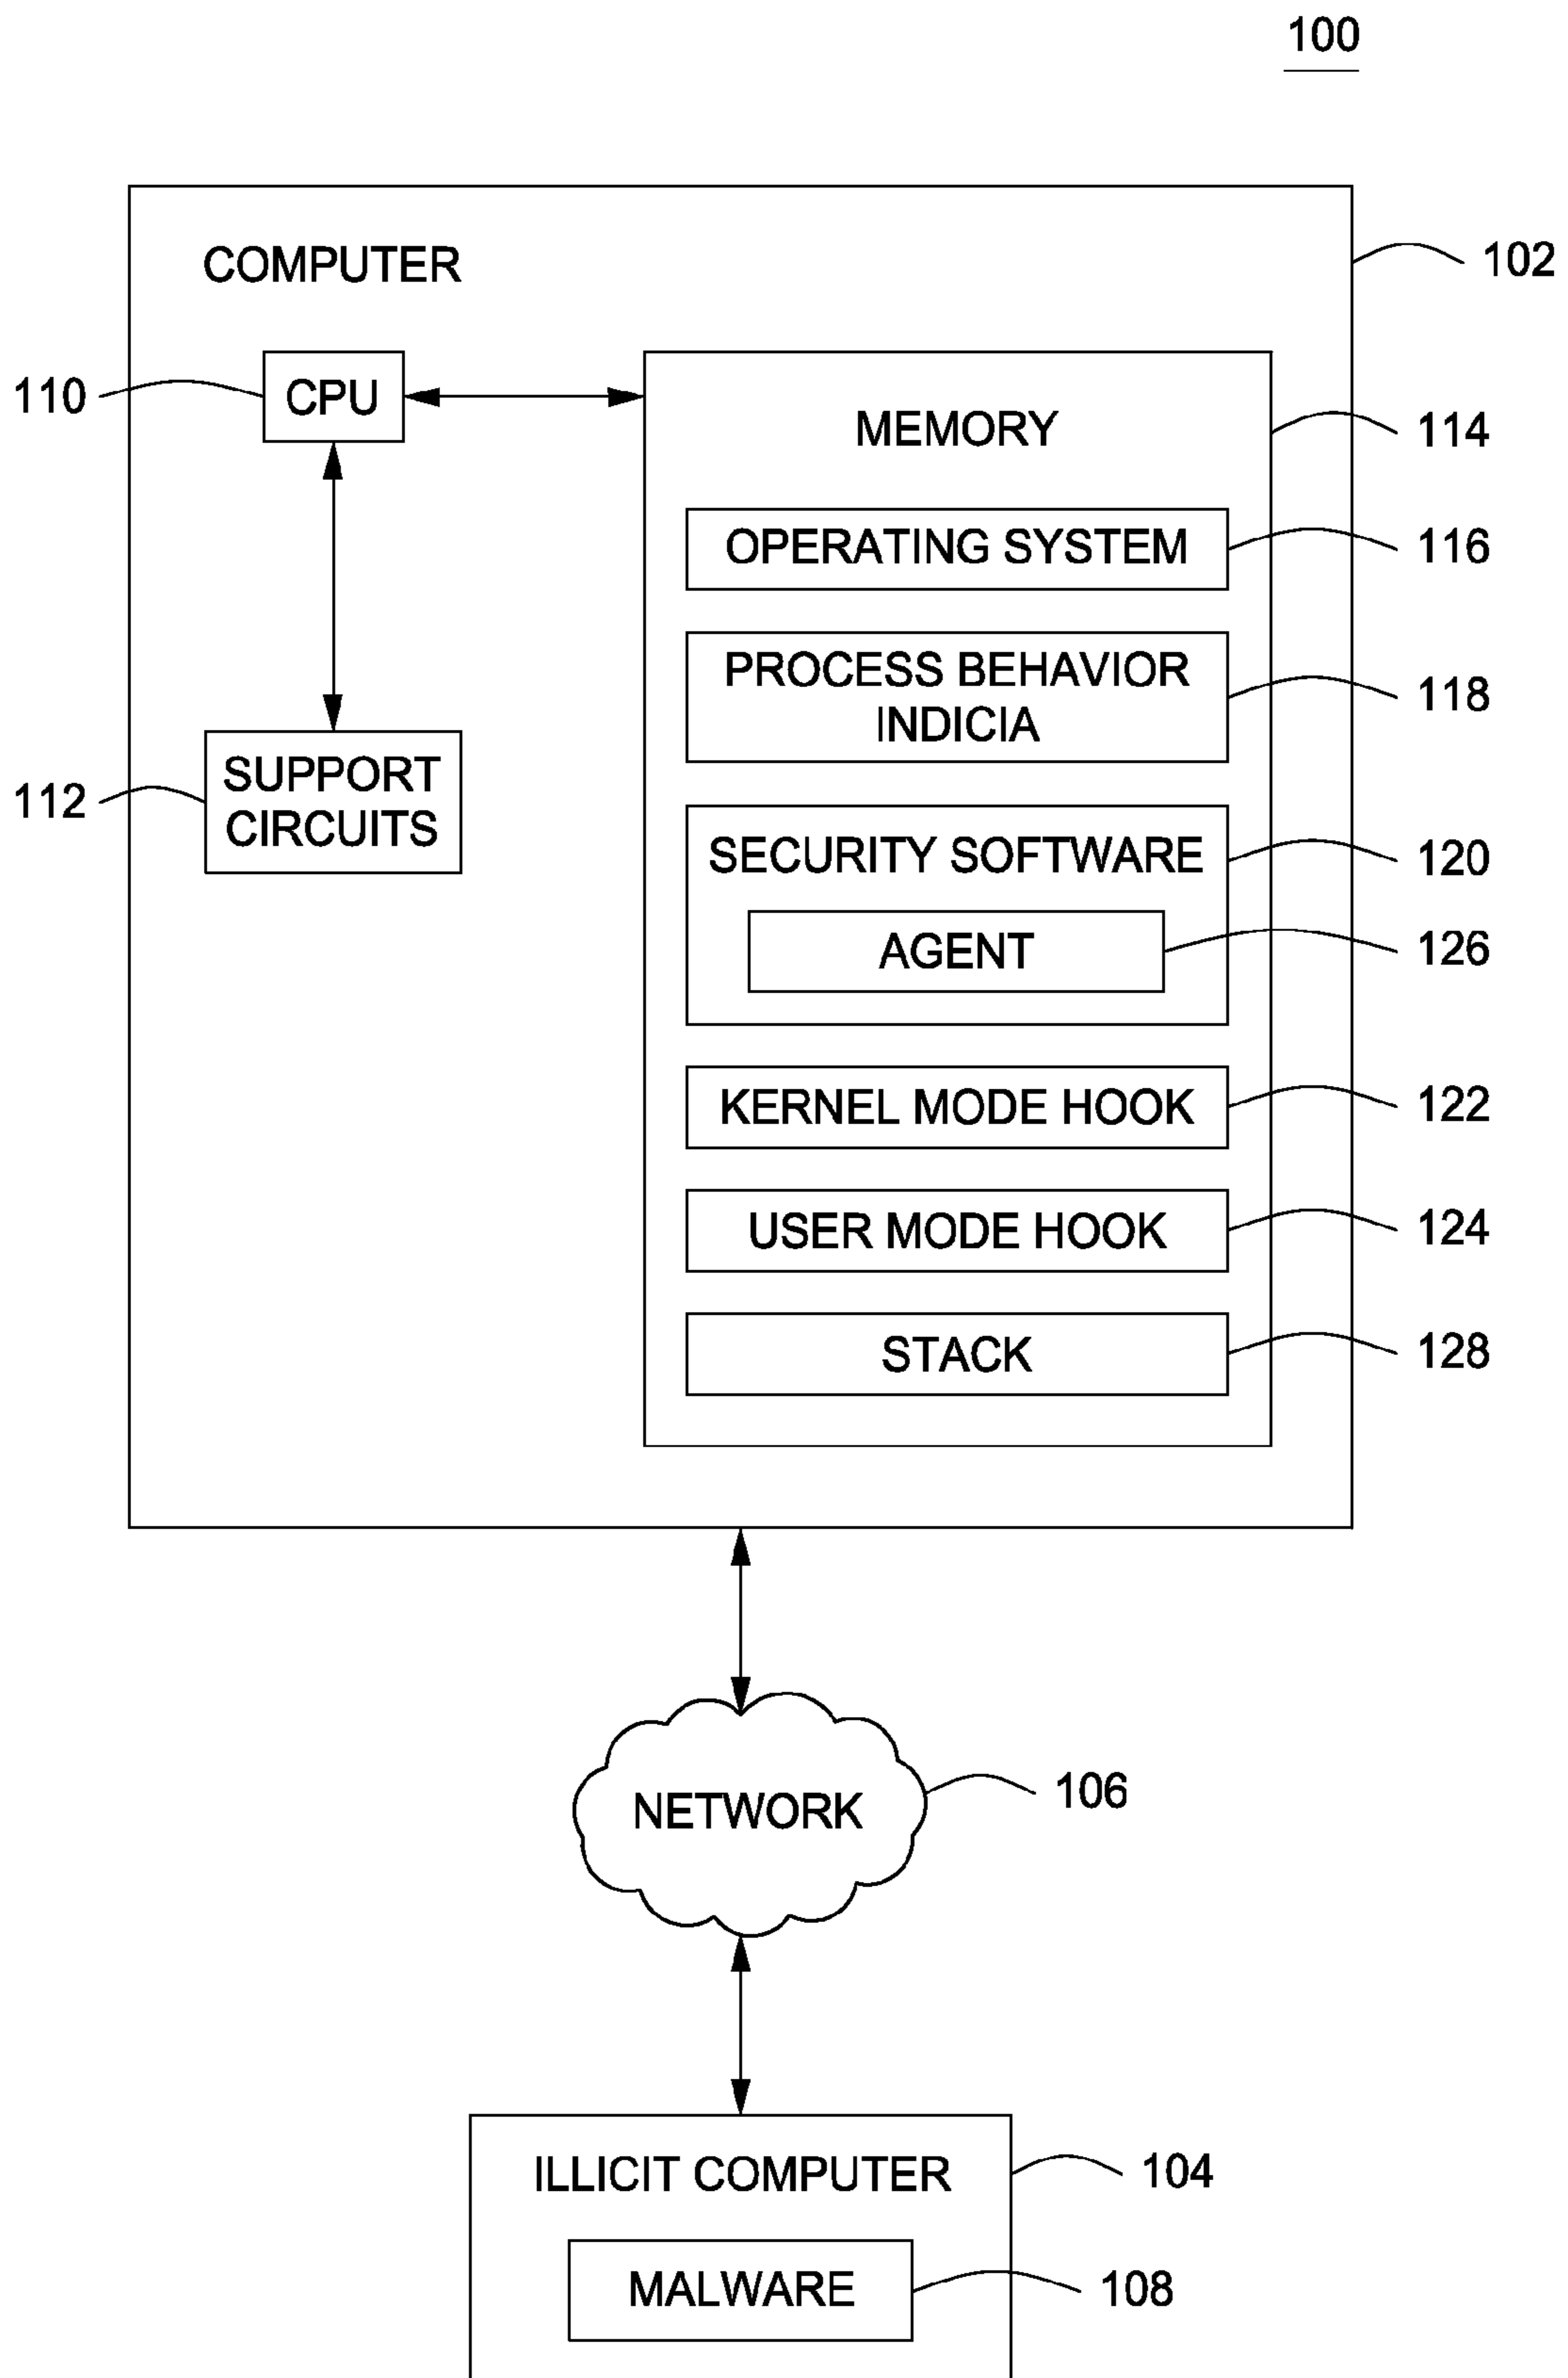 100
COMPUTER
102
110
CPU
MEMORY
114
OPERATING SYSTEM
116
PROCESS BEHAVIOR
INDICIA
118
SUPPORT
CIRCUITS
112
SECURITY SOFTWARE
120
AGENT
126
KERNEL MODE HOOK
122
USER MODE HOOK
124
STACK
128
NETWORK
106
ILLICIT COMPUTER
104
MALWARE
108